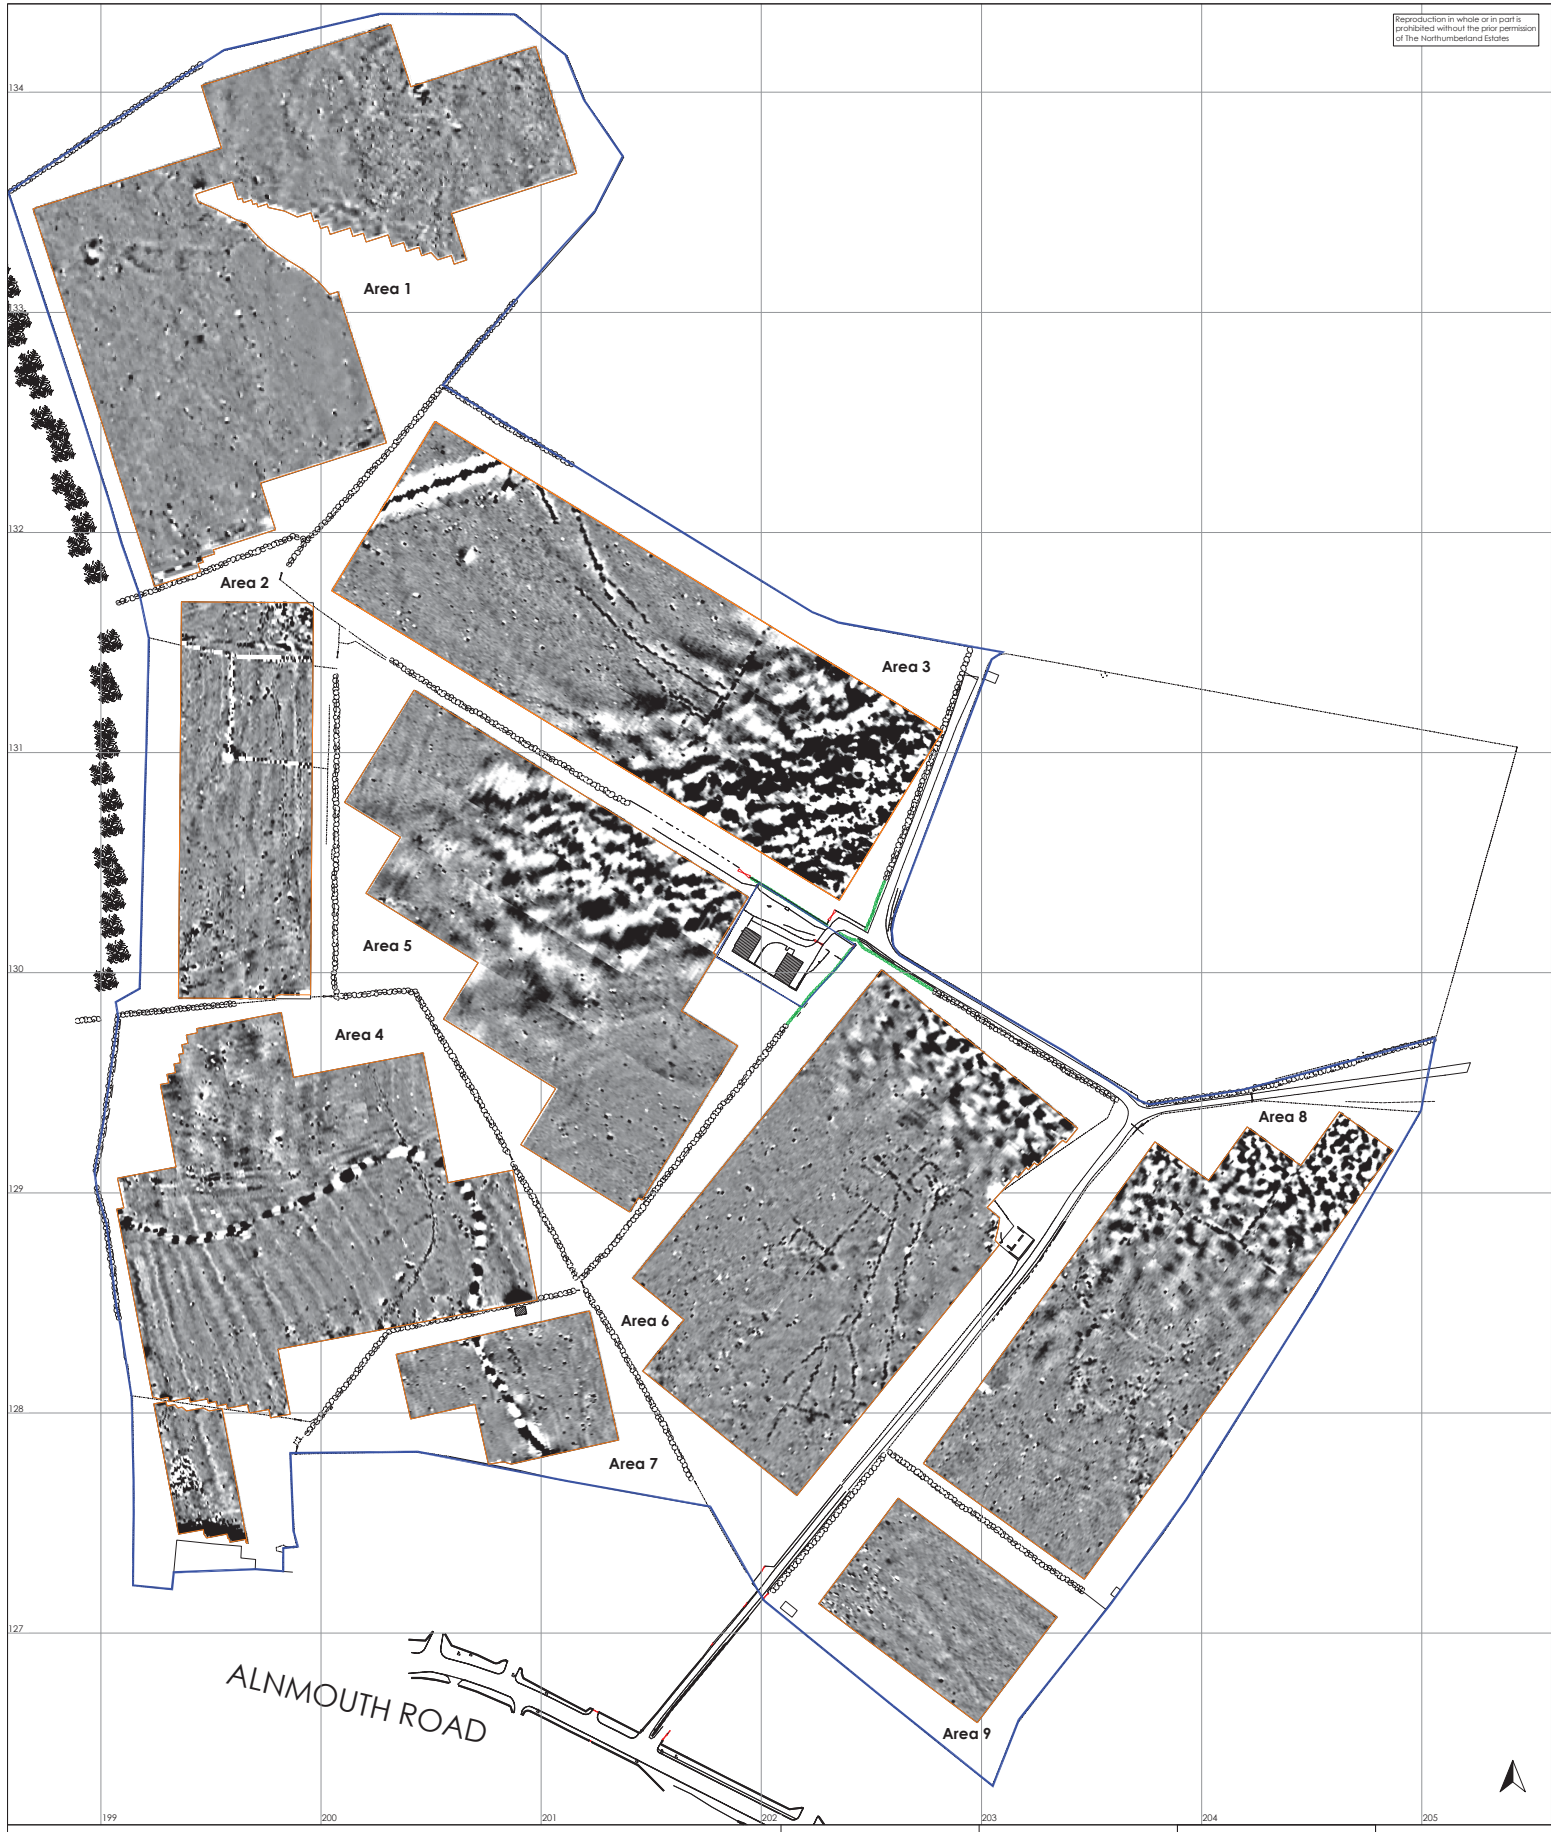 Reproduction in whole or in part is
prohibited without the prior permission
of The Northumberland Estates
134
Area 1
133
132
Area 2
Area 3
131
Area 5
130
Area 4
Area 8
129
Area 6
128
Area 7
127
ALNMOUTH ROAD
Area 9
199
200
201
202
203
204
205